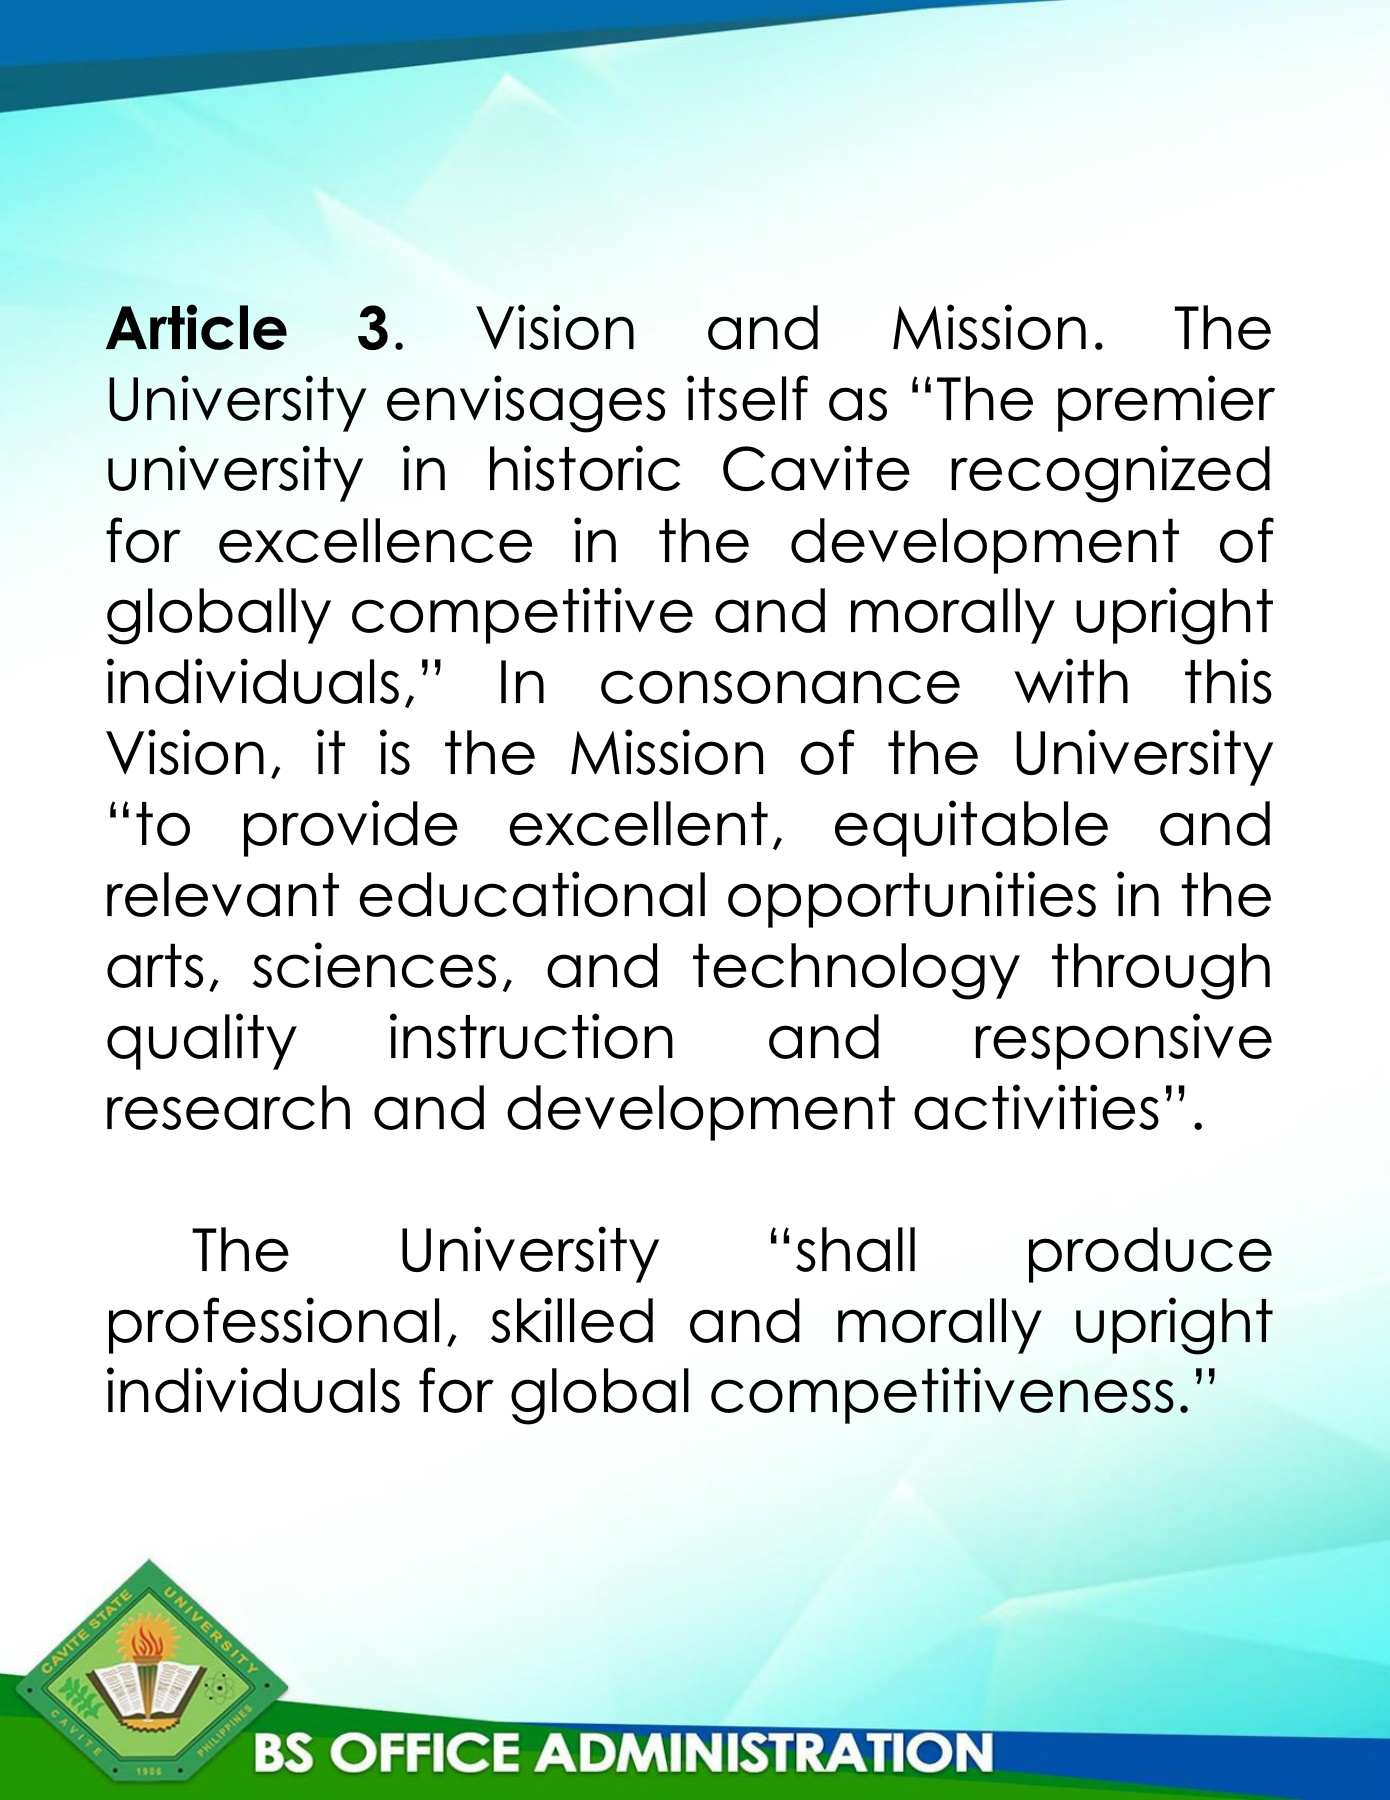 Article 3. Vision and Mission. The
University envisages itself as “The premier
university in historic Cavite recognized
for excellence in the development of
globally competitive and morally upright
individuals,” In consonance with this
Vision, it is the Mission of the University
“to provide excellent, equitable and
relevant educational opportunities in the
arts, sciences, and technology through
quality instruction and responsive
research and development activities”.
The University “shall produce
professional, skilled and morally upright
individuals for global competitiveness.”
CAVITE STATE UNIVERSITY
CAVITE PHILIPPINES
1906
BS OFFICE ADMINISTRATION